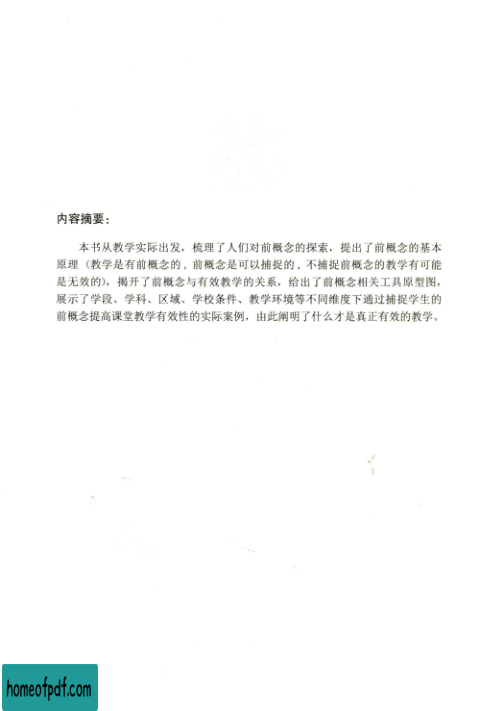 内容摘要：
本书从教学实际出发，梳理了人们对前概念的探索，提出了前概念的基本
原理（教学是有前概念的，前概念是可以捕捉的，不捕捉前概念的教学有可能
是无效的），揭开了前概念与有效教学的关系，给出了前概念相关工具原型图，
展示了学段、学科、区域、学校条件、教学环境等不同维度下通过捕捉学生的
前概念提高课堂教学有效性的实际案例，由此阐明了什么才是真正有效的教学。
homeofpdf.com